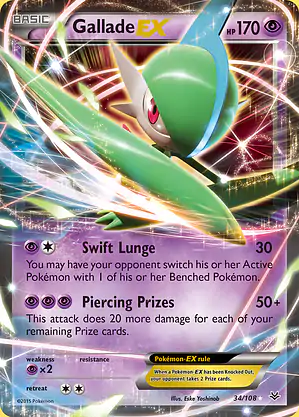 BASIC
Gallade EX HP 170
Swift Lunge 30
You may have your opponent switch his or her Active
Pokémon with 1 of his or her Benched Pokémon.
Piercing Prizes 50+
This attack does 20 more damage for each of your
remaining Prize cards.
weakness resistance
×2
retreat
Pokémon-EX rule
When a Pokémon-EX has been Knocked Out,
your opponent takes 2 Prize cards.
©2015 Pokémon
Illus. Eske Yoshinob
34/108